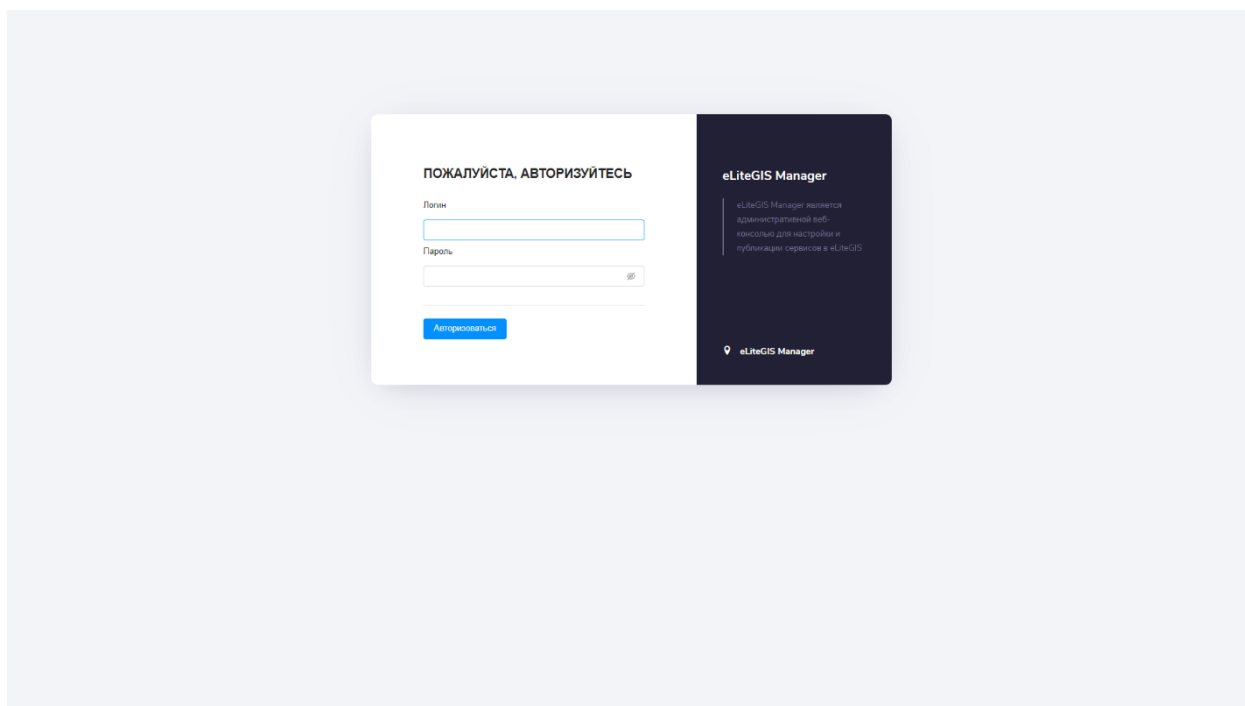 ПОЖАЛУЙСТА, АВТОРИЗУЙТЕСЬ
Логин
Пароль
Авторизоваться
eLiteGIS Manager
eLiteGIS Manager является
административной веб-
консолью для настройки и
публикации сервисов в eLiteGIS
eLiteGIS Manager